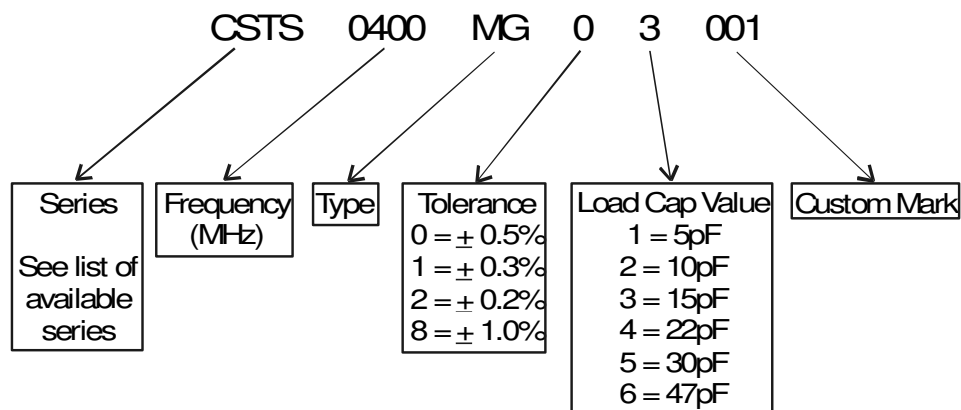 CSTS 0400 MG 0 3 001
Series
See list of
available
series
Frequency
(MHz)
Type
Tolerance
0 = ± 0.5%
1 = ± 0.3%
2 = ± 0.2%
8 = ± 1.0%
Load Cap Value
1 = 5pF
2 = 10pF
3 = 15pF
4 = 22pF
5 = 30pF
6 = 47pF
Custom Mark